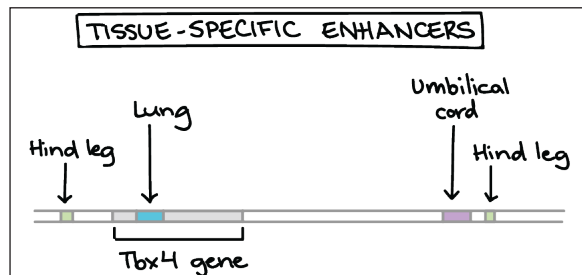 TISSUE-SPECIFIC ENHANCERS
Umbilical
cord
Lung
Hind leg
Hind leg
Tbx4 gene